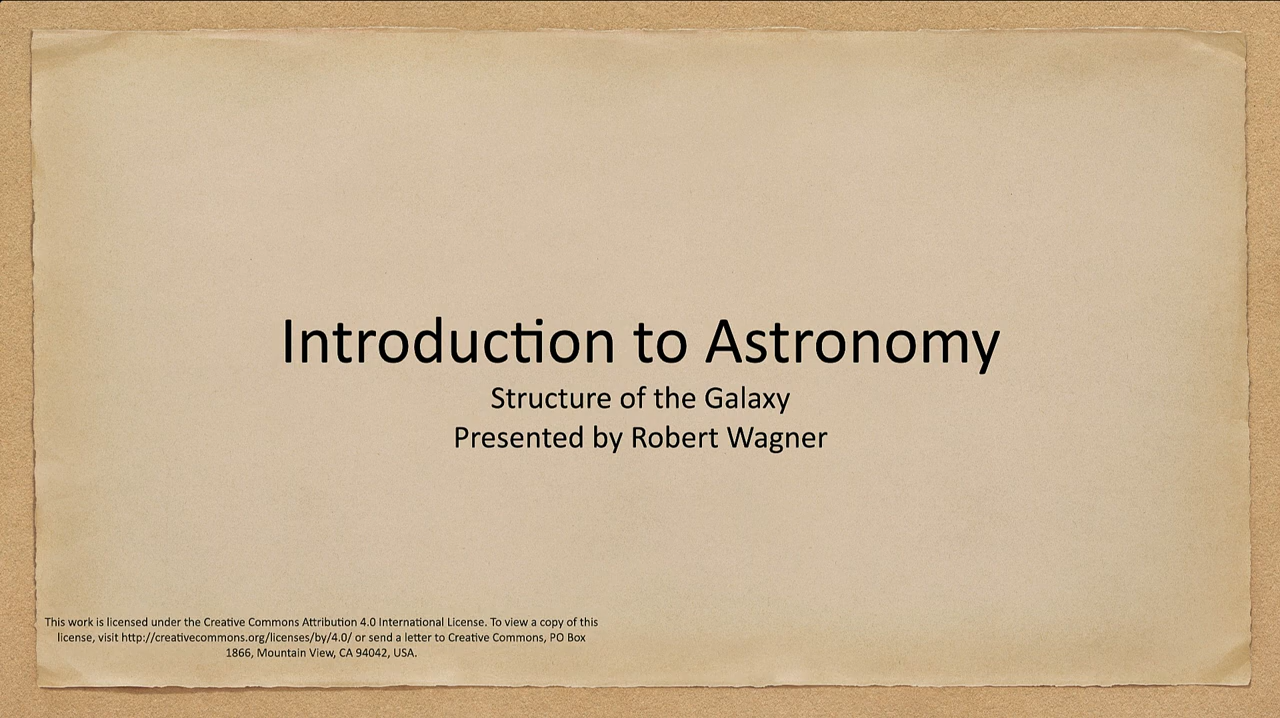 Introduction to Astronomy
Structure of the Galaxy
Presented by Robert Wagner
This work is licensed under the Creative Commons Attribution 4.0 International License. To view a copy of this
license, visit http://creativecommons.org/licenses/by/4.0/ or send a letter to Creative Commons, PO Box
1866, Mountain View, CA 94042, USA.